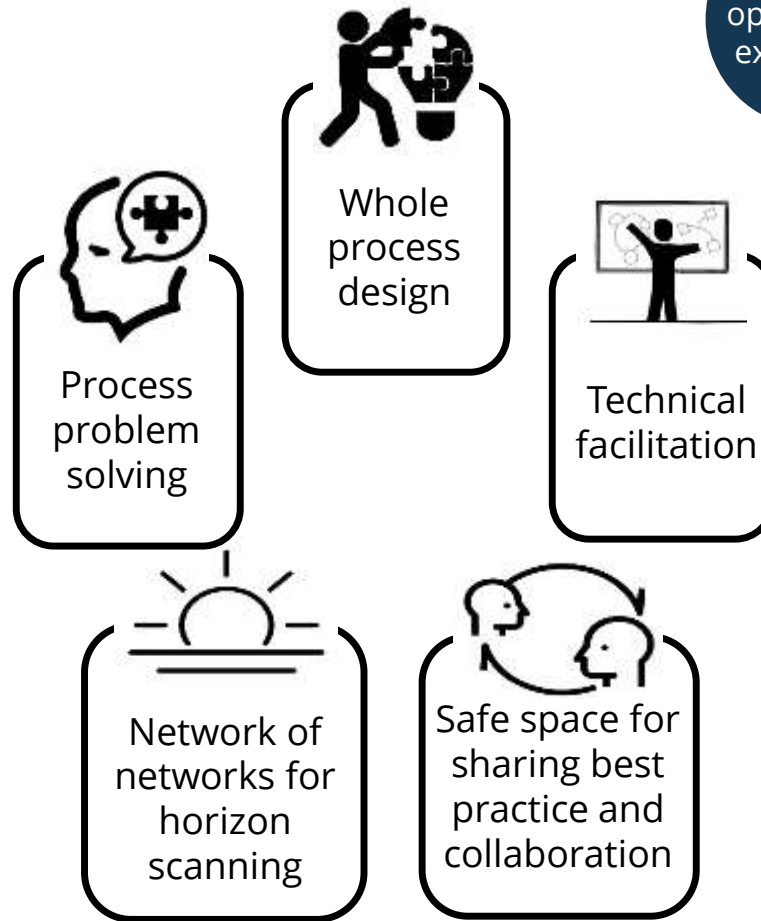 Whole
process
design
Process
problem
solving
Technical
facilitation
Network of
networks for
horizon
scanning
Safe space for
sharing best
practice and
collaboration